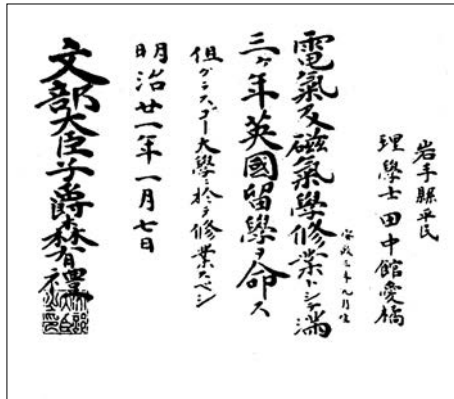 岩手縣平民
理學士 田中館愛橘
安政三年九月生
電氣及磁氣學修業トシテ滿
三ヶ年英國留學ヲ命ス
但グラスゴー大學ニ於テ修業スベシ
明治廿一年一月七日
文部大臣子爵森有禮